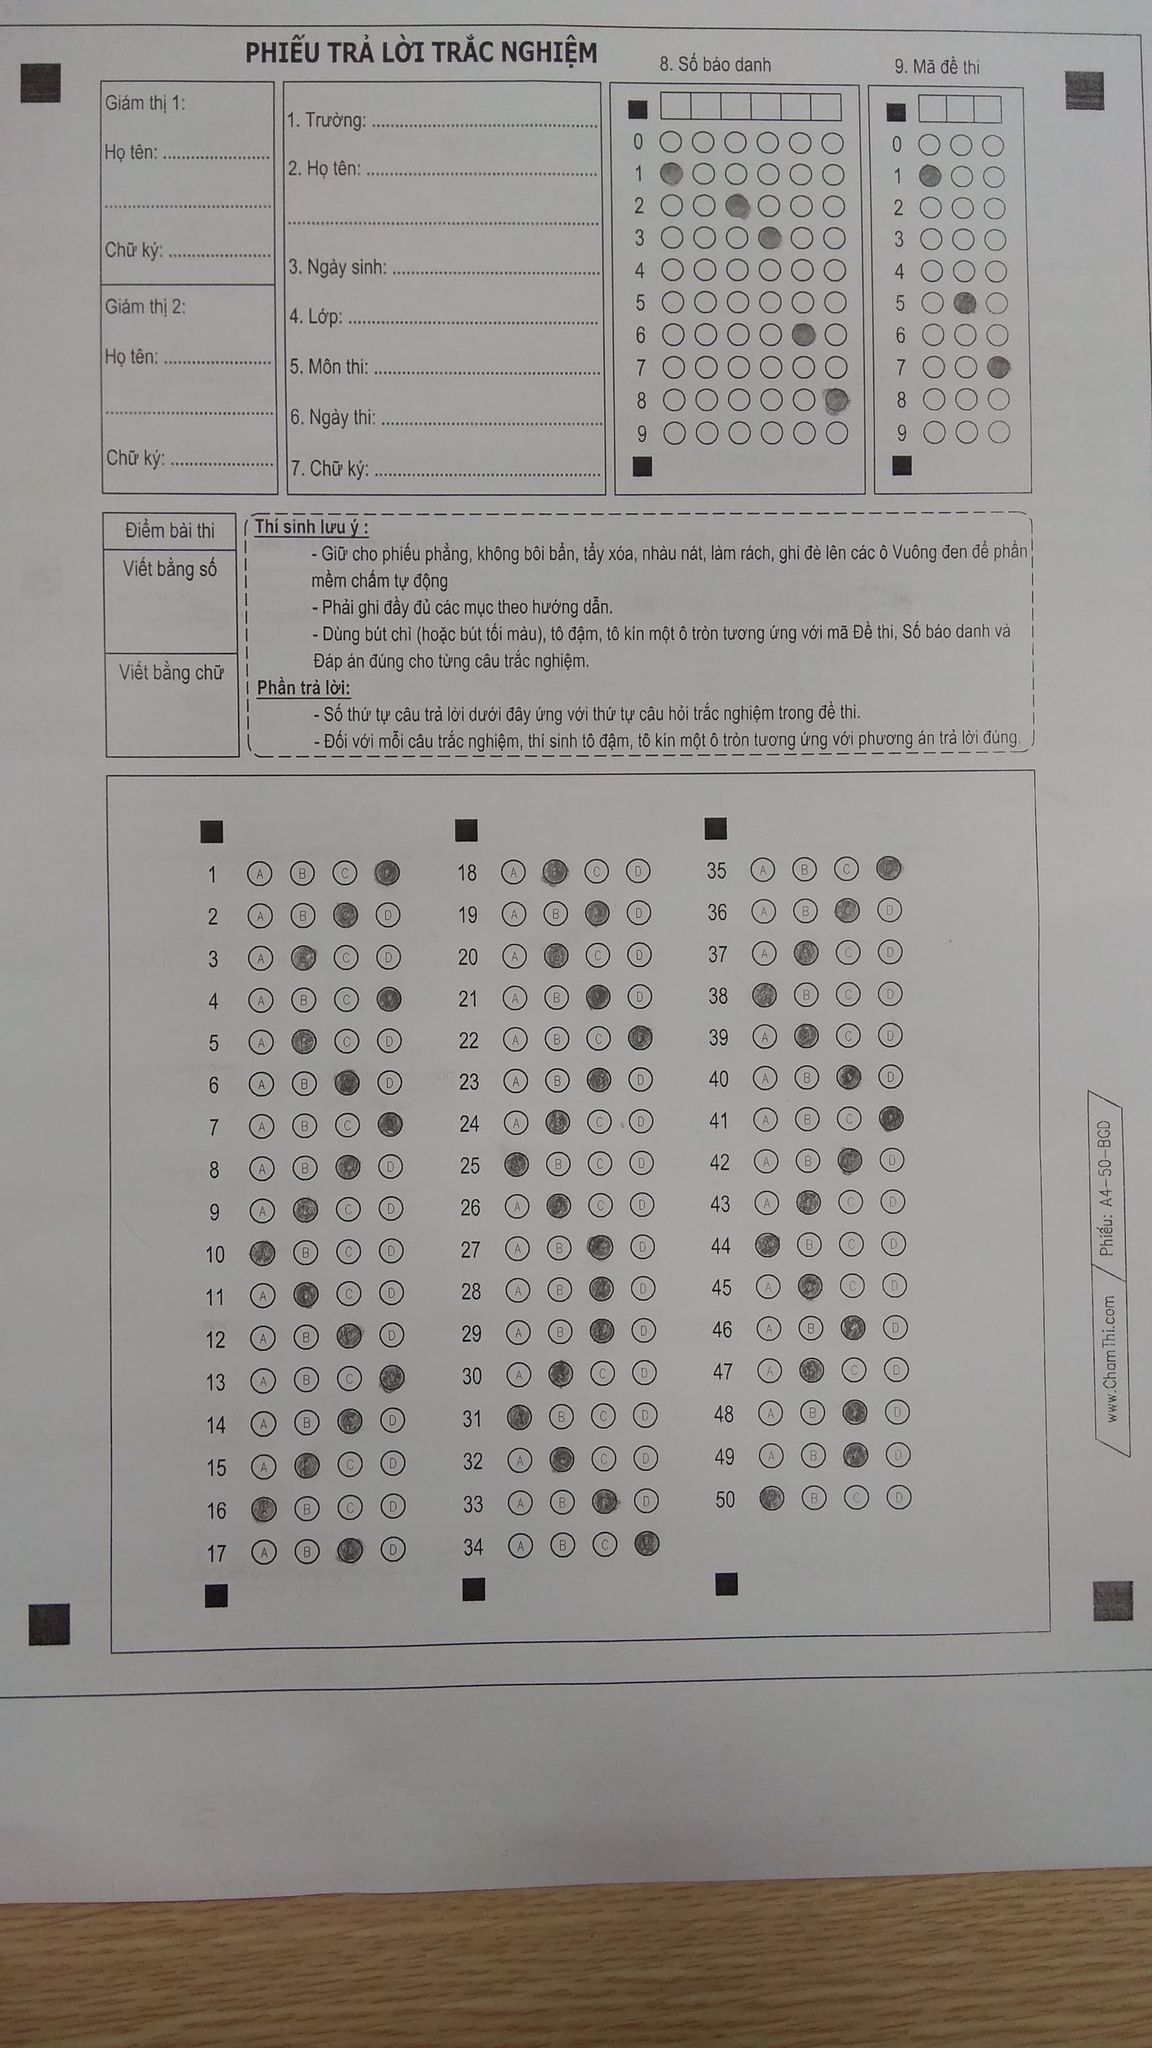 PHIẾU TRẢ LỜI TRẮC NGHIỆM
8. Số báo danh
9. Mã đề thi
Giám thị 1:
Họ tên: ....................
....................
Chữ ký: ....................
Giám thị 2:
Họ tên: ....................
....................
Chữ ký: ....................
1. Trường: ....................
2. Họ tên: ....................
....................
3. Ngày sinh: ....................
4. Lớp: ....................
5. Môn thi: ....................
6. Ngày thi: ....................
7. Chữ ký: ....................
0
1
2
3
4
5
6
7
8
9
0
1
2
3
4
5
6
7
8
9
Điểm bài thi
Viết bằng số
Viết bằng chữ
Thí sinh lưu ý :
- Giữ cho phiếu phẳng, không bôi bẩn, tẩy xóa, nhàu nát, làm rách, ghi đè lên các ô Vuông đen để phần
mềm chấm tự động
- Phải ghi đầy đủ các mục theo hướng dẫn.
- Dùng bút chì (hoặc bút tối màu), tô đậm, tô kín một ô tròn tương ứng với mã Đề thi, Số báo danh và
Đáp án đúng cho từng câu trắc nghiệm.
Phần trả lời:
- Số thứ tự câu trả lời dưới đây ứng với thứ tự câu hỏi trắc nghiệm trong đề thi.
- Đối với mỗi câu trắc nghiệm, thí sinh tô đậm, tô kín một ô tròn tương ứng với phương án trả lời đúng.
1 A B C
2 A B C D
3 A B C D
4 A B C
5 A B C D
6 A B D
7 A B C
8 A B D
9 A B C D
10 B C D
11 A C D
12 A B D
13 A B C
14 A B D
15 A C D
16 A B C D
17 A B D
18 A C D
19 A B D
20 A C D
21 A B D
22 A B C
23 A B D
24 A B C D
25 B C D
26 A C D
27 A B D
28 A B D
29 A B D
30 A C D
31 B C D
32 A C D
33 A B D
34 A B C
35 A B C
36 A B C D
37 A C D
38 B C D
39 A C D
40 A B D
41 A B C
42 A B D
43 A C D
44 B C D
45 A C D
46 A B D
47 A C D
48 A B D
49 A B D
50 B C D
www.ChamThi.com / Phiếu: A4-50-BGD